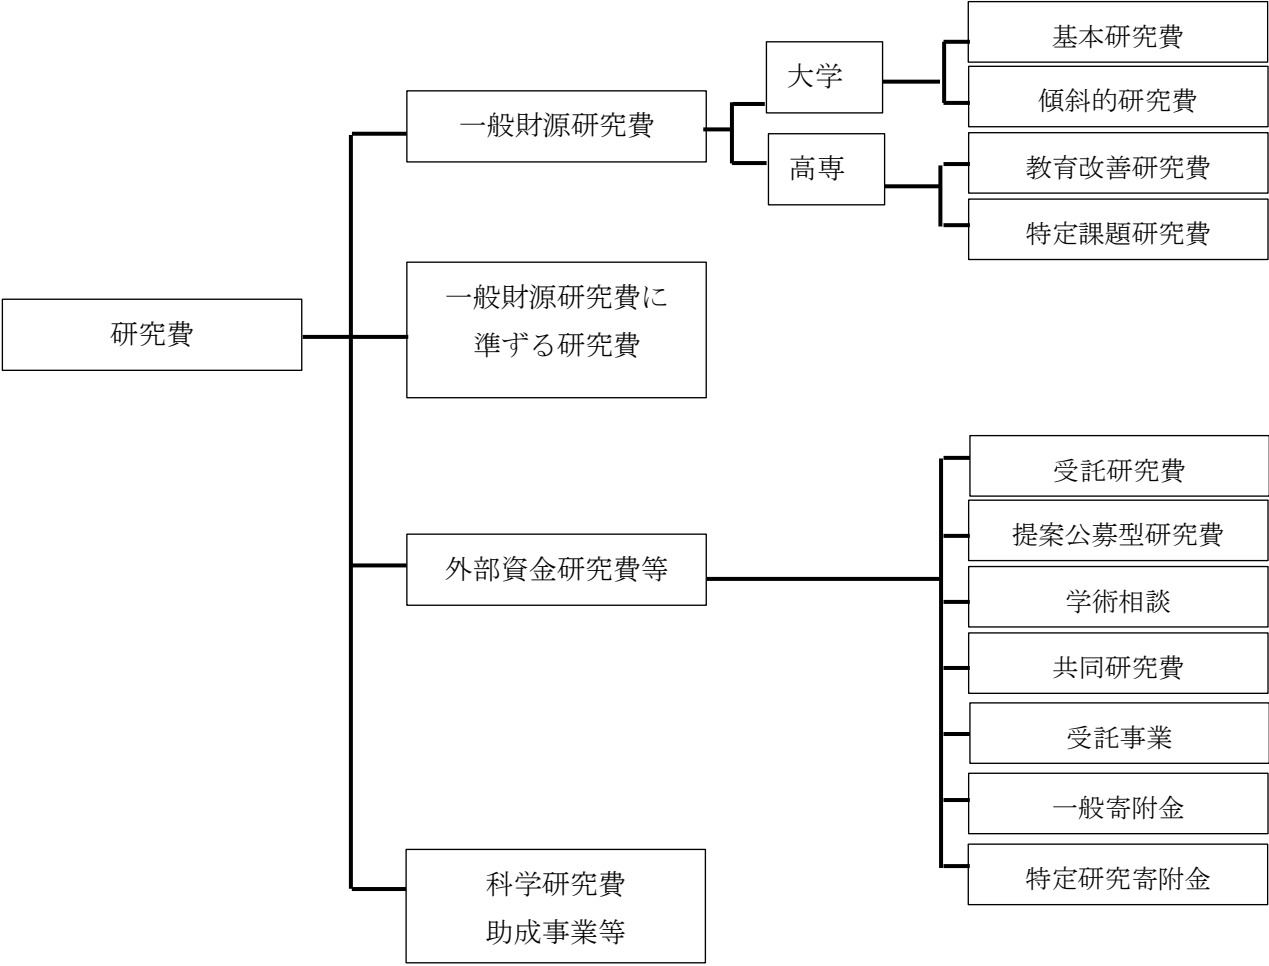 研究費
一般財源研究費
大学
基本研究費
傾斜的研究費
高専
教育改善研究費
特定課題研究費
一般財源研究費に
準ずる研究費
外部資金研究費等
受託研究費
提案公募型研究費
学術相談
共同研究費
受託事業
一般寄附金
特定研究寄附金
科学研究費
助成事業等